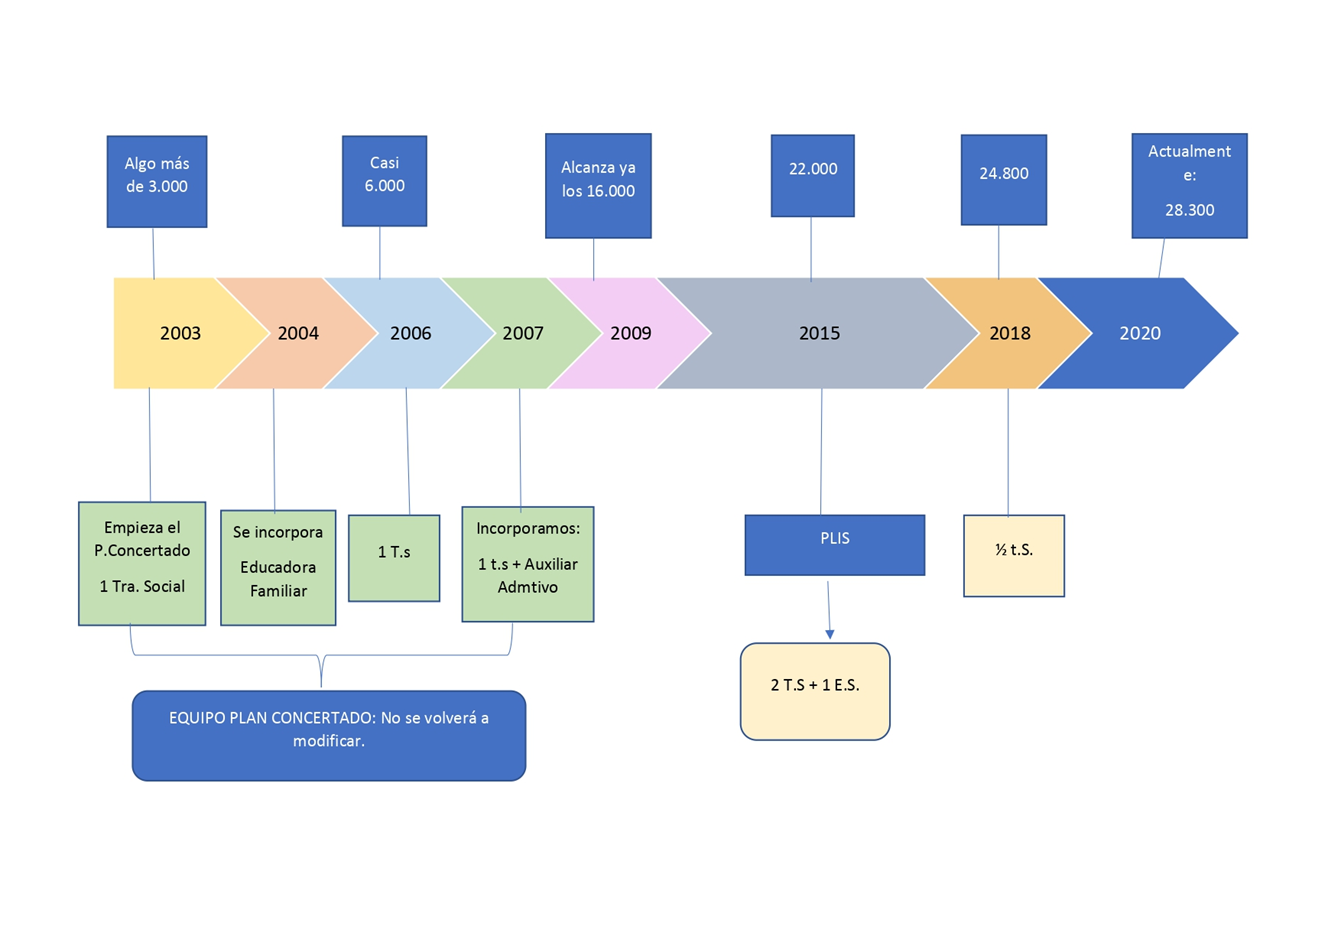 Algo más
de 3.000
Casi
6.000
Alcanza ya
los 16.000
22.000
24.800
Actualment
e:
28.300
2003
2004
2006
2007
2009
2015
2018
2020
Empieza el
P.Concertado
1 Tra. Social
Se incorpora
Educadora
Familiar
1 T.s
Incorporamos:
1 t.s + Auxiliar
Admtivo
PLIS
½ t.S.
2 T.S + 1 E.S.
EQUIPO PLAN CONCERTADO: No se volverá a
modificar.